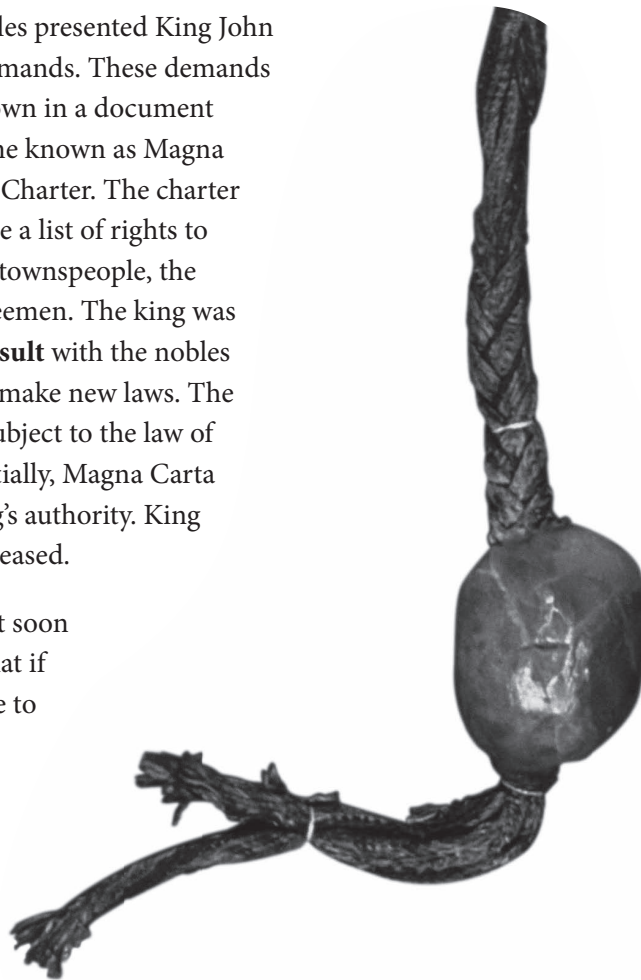 les presented King John
mands. These demands
own in a document
ne known as Magna
Charter. The charter
e a list of rights to
townspeople, the
eemen. The king was
sult with the nobles
make new laws. The
ubject to the law of
tially, Magna Carta
g’s authority. King
eased.
t soon
at if
e to